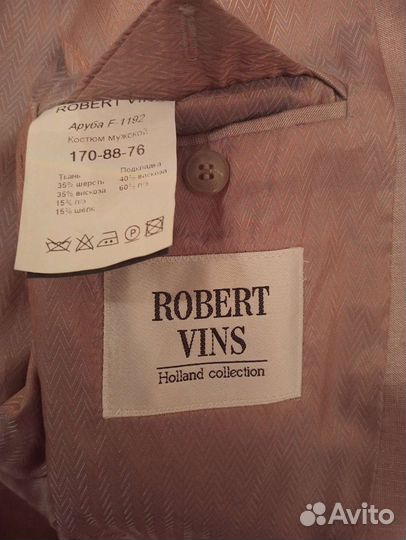 ROBERT VINS
Аруба F-1192
Костюм мужской
170-88-76
Ткань Подкладка
35% шерсть 40% вискоза
35% вискоза 60% п/э
15% п/э
15% шёлк
ROBERT
VINS
Holland collection
Avito